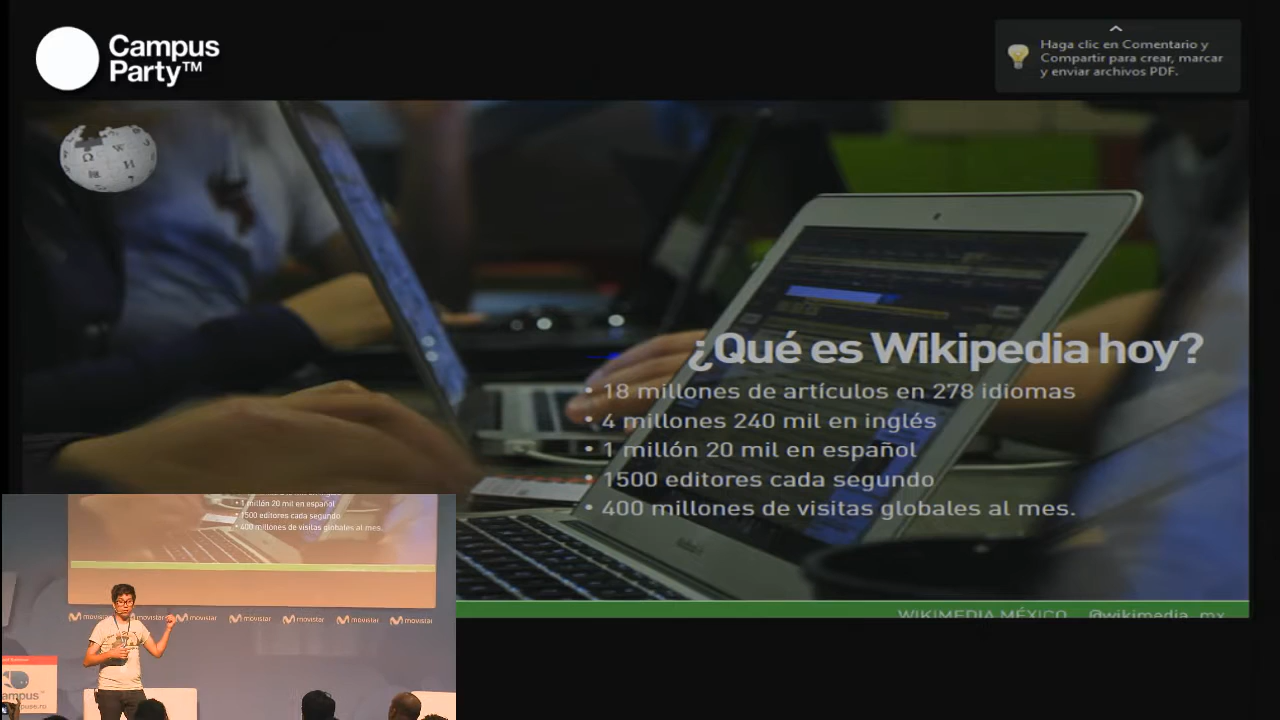 Campus
Party™
Haga clic en Comentario y
Compartir para crear, marcar
y enviar archivos PDF.
Ω W И
¿Qué es Wikipedia hoy?
• 18 millones de artículos en 278 idiomas
• 4 millones 240 mil en inglés
• 1 millón 20 mil en español
• 1500 editores cada segundo
• 400 millones de visitas globales al mes.
WIKIMEDIA MÉXICO @wikimedia_mx
• 1 millón 20 mil en español
• 1500 editores cada segundo
• 400 millones de visitas globales al mes.
movistar movistar movistar movistar movistar movistar movistar
ampus